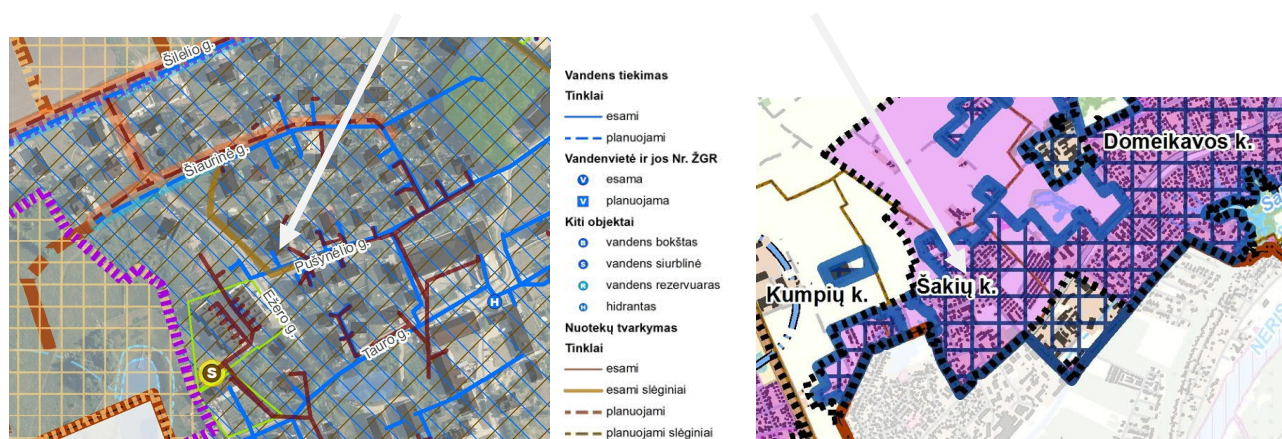 Šilelio g.
Šiaurinė g.
Pušynėlio g.
Ežero g.
Tauro g.
S
H
Vandens tiekimas
Tinklai
esami
planuojami
Vandenvietė ir jos Nr. ŽGR
V esama
V planuojama
Kiti objektai
B vandens bokštas
S vandens siurblinė
R vandens rezervuaras
H hidrantas
Nuotekų tvarkymas
Tinklai
esami
esami slėginiai
planuojami
planuojami slėginiai
Domeikavos k.
Šakių k.
Kumpių k.
NERIS